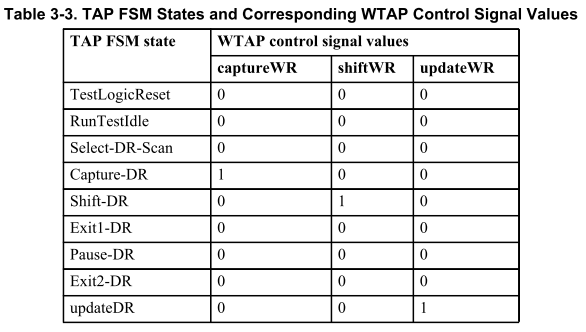 Table 3-3. TAP FSM States and Corresponding WTAP Control Signal Values
TAP FSM state WTAP control signal values
captureWR shiftWR updateWR
TestLogicReset 0 0 0
RunTestIdle 0 0 0
Select-DR-Scan 0 0 0
Capture-DR 1 0 0
Shift-DR 0 1 0
Exit1-DR 0 0 0
Pause-DR 0 0 0
Exit2-DR 0 0 0
updateDR 0 0 1